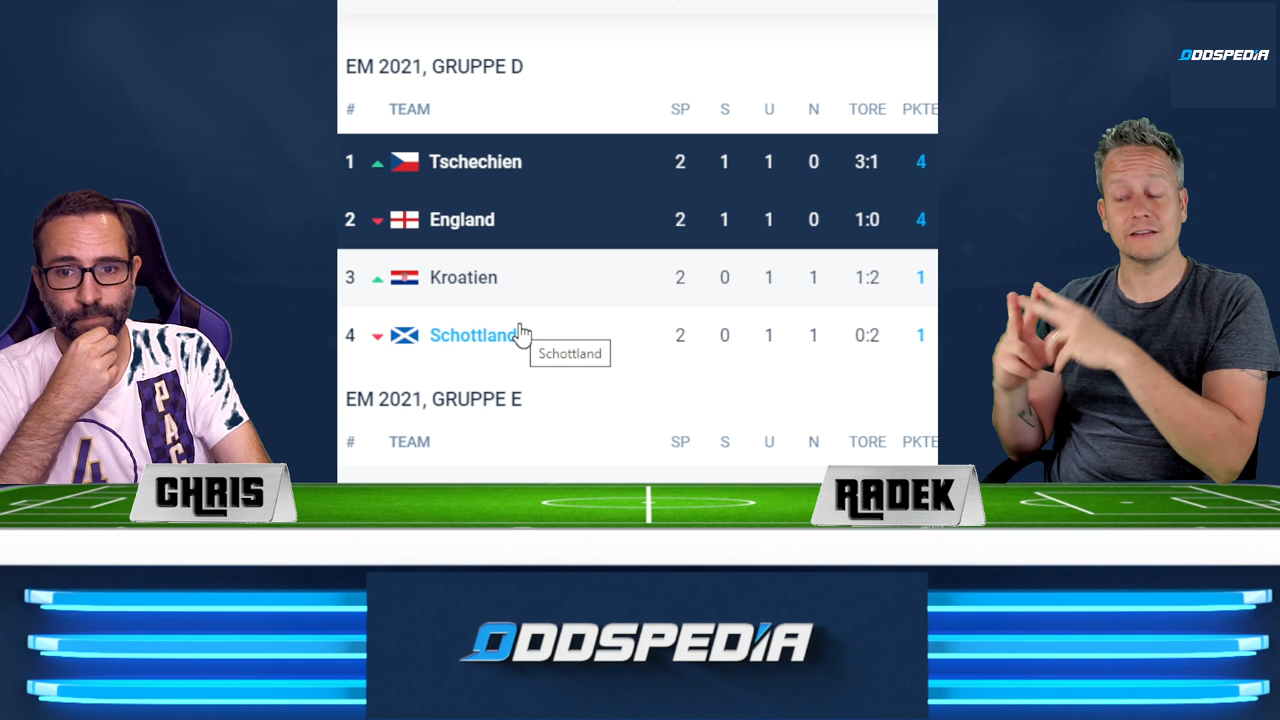 EM 2021, GRUPPE D
# TEAM SP S U N TORE PKTE
1 Tschechien 2 1 1 0 3:1 4
2 England 2 1 1 0 1:0 4
3 Kroatien 2 0 1 1 1:2 1
4 Schottland 2 0 1 1 0:2 1
Schottland
EM 2021, GRUPPE E
# TEAM SP S U N TORE PKTE
ODDSPEDIA
PAC
4
CHRIS
RADEK
ODDSPEDIA